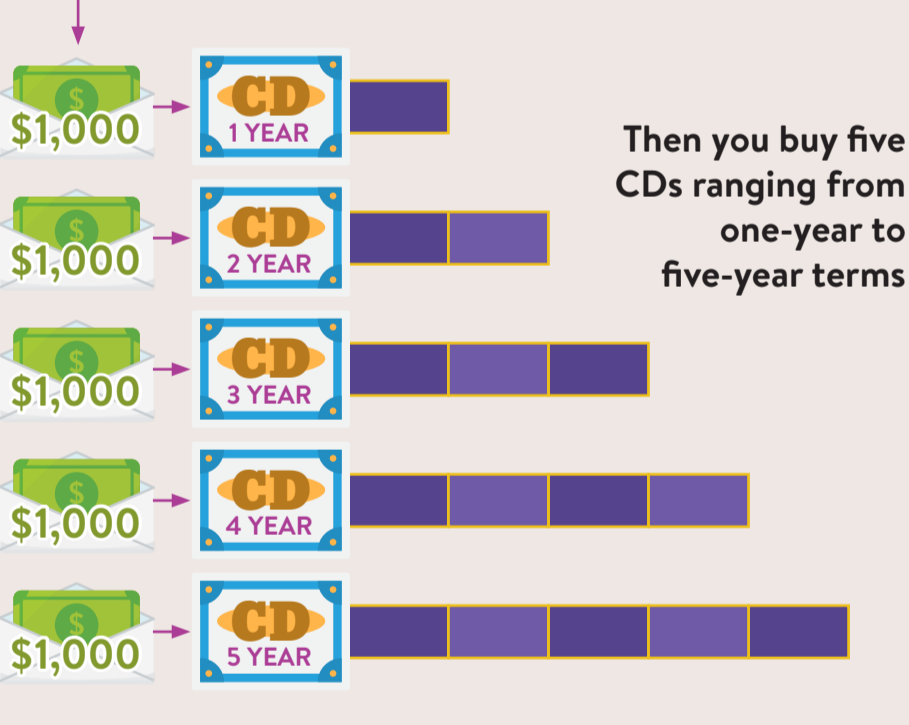 $
$1,000
CD
1 YEAR
Then you buy five
CDs ranging from
one-year to
five-year terms
$
$1,000
CD
2 YEAR
$
$1,000
CD
3 YEAR
$
$1,000
CD
4 YEAR
$
$1,000
CD
5 YEAR